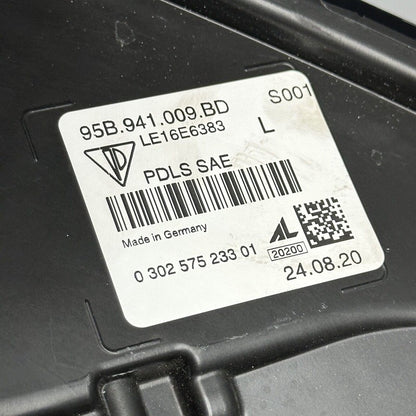 95B.941.009.BD S001
LE16E6383 L
PDLS SAE
Made in Germany
0 302 575 233 01
AL
20200
24.08.20